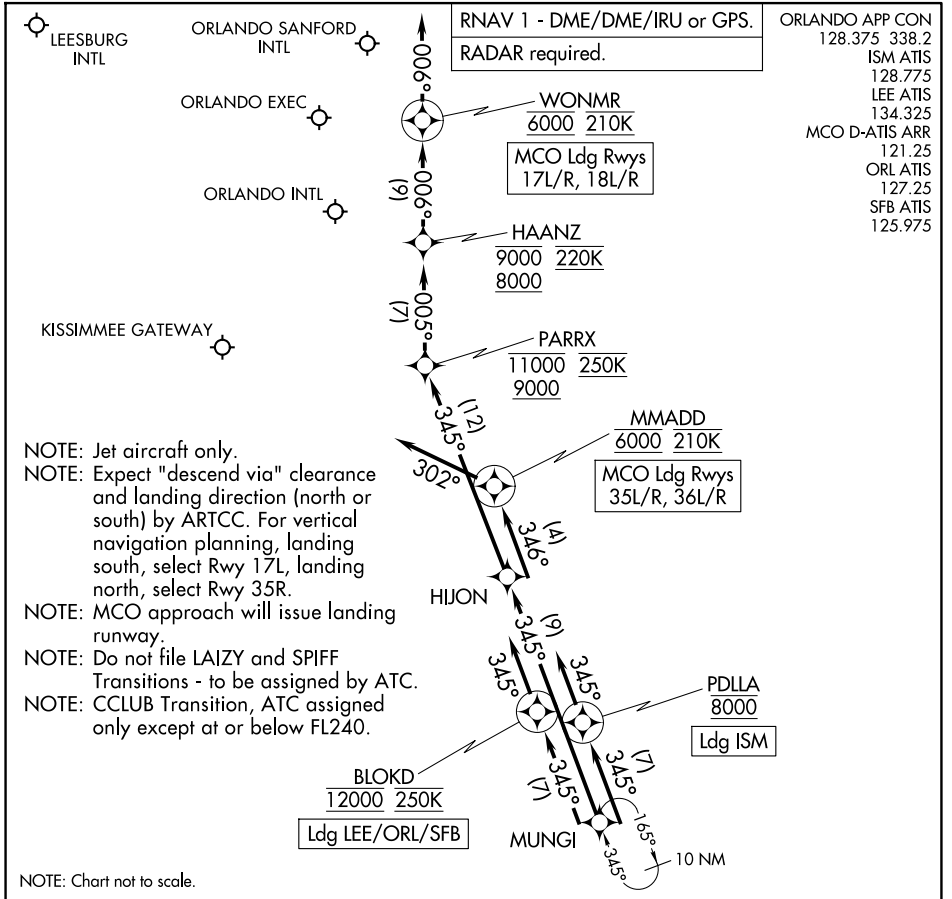 RNAV 1 - DME/DME/IRU or GPS.
RADAR required.
ORLANDO APP CON
128.375 338.2
ISM ATIS
128.775
LEE ATIS
134.325
MCO D-ATIS ARR
121.25
ORL ATIS
127.25
SFB ATIS
125.975
LEESBURG
INTL
ORLANDO SANFORD
INTL
ORLANDO EXEC
ORLANDO INTL
KISSIMMEE GATEWAY
006°
WONMR
6000 210K
MCO Ldg Rwys
17L/R, 18L/R
006°
(9)
HAANZ
9000 220K
8000
005°
(7)
PARRX
11000 250K
9000
345°
(12)
MMADD
6000 210K
MCO Ldg Rwys
35L/R, 36L/R
302°
346°
(4)
HIJON
345°
(9)
345°
345°
PDLLA
8000
Ldg ISM
BLOKD
12000 250K
Ldg LEE/ORL/SFB
345°
(7)
345°
(7)
MUNGI
165°
345°
10 NM
NOTE: Jet aircraft only.
NOTE: Expect "descend via" clearance
and landing direction (north or
south) by ARTCC. For vertical
navigation planning, landing
south, select Rwy 17L, landing
north, select Rwy 35R.
NOTE: MCO approach will issue landing
runway.
NOTE: Do not file LAIZY and SPIFF
Transitions - to be assigned by ATC.
NOTE: CCLUB Transition, ATC assigned
only except at or below FL240.
NOTE: Chart not to scale.